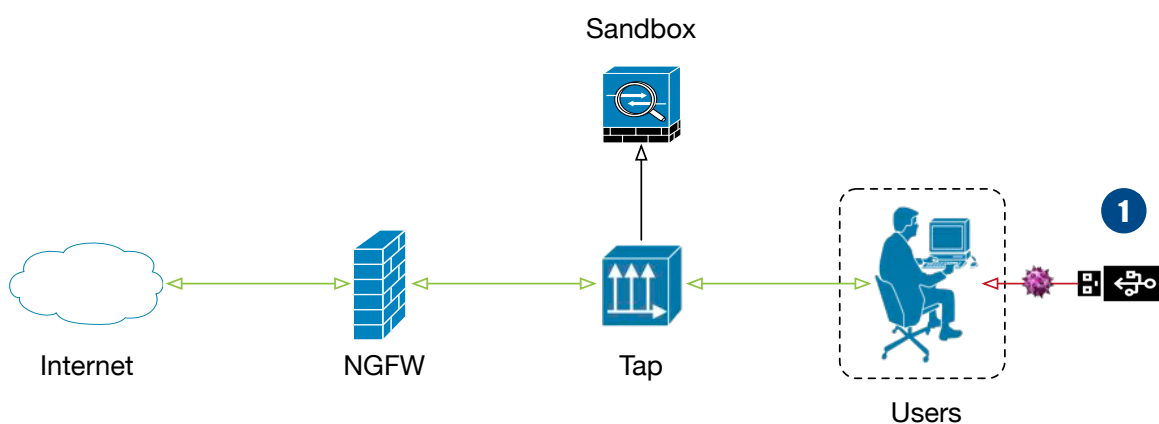 Sandbox
1
Internet
NGFW
Tap
Users